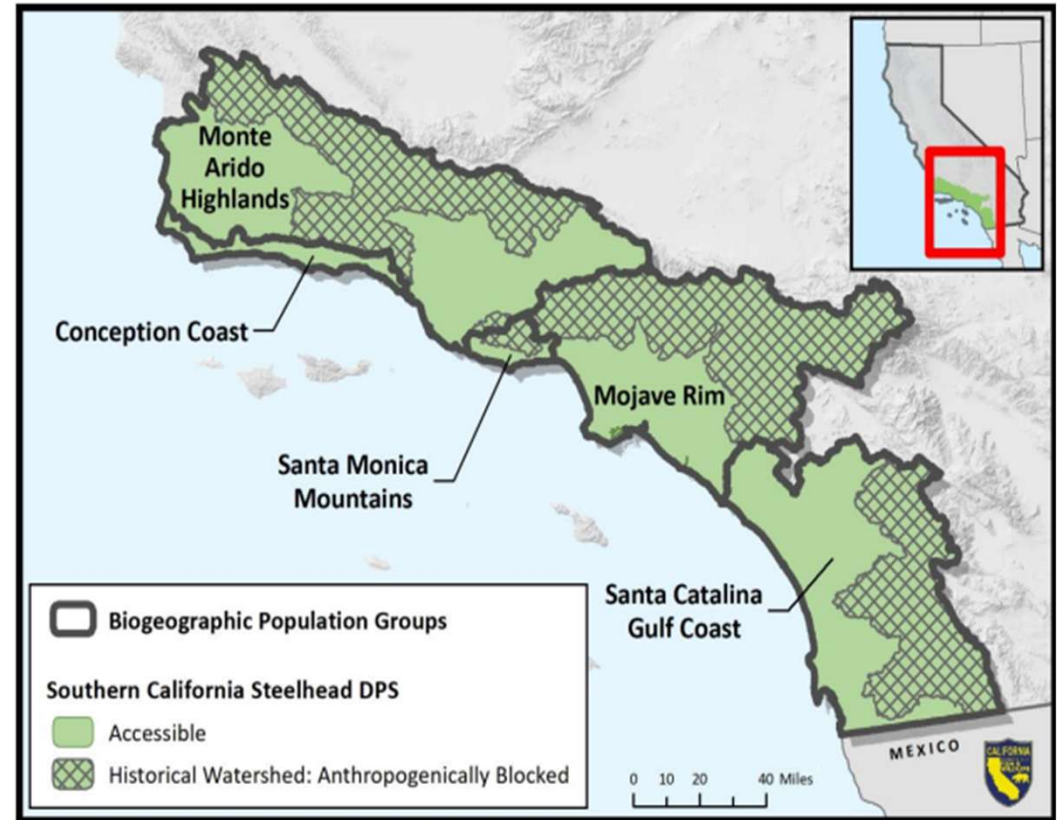 Monte
Arido
Highlands
Conception Coast
Mojave Rim
Santa Monica
Mountains
Santa Catalina
Gulf Coast
Biogeographic Population Groups
Southern California Steelhead DPS
Accessible
Historical Watershed: Anthropogenically Blocked
0 10 20 40 Miles
MEXICO
CALIFORNIA